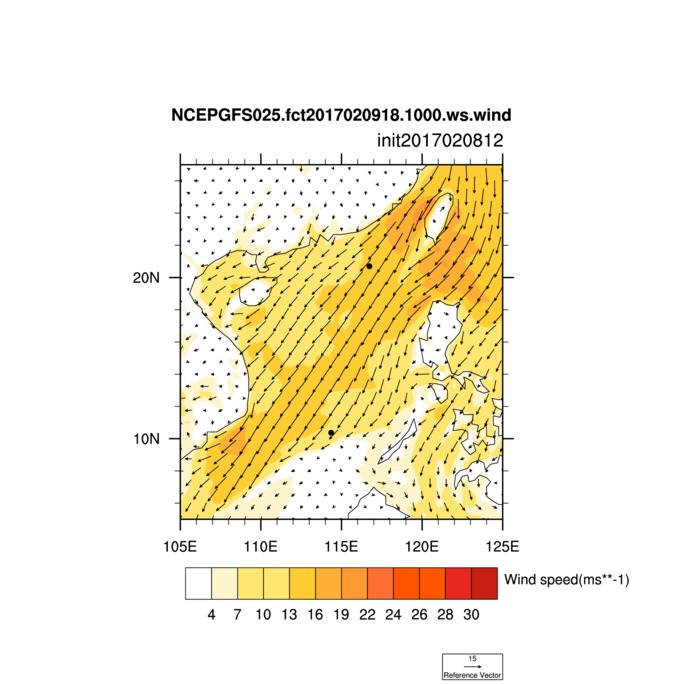 NCEPGFS025.fct2017020918.1000.ws.wind
init2017020812
20N
10N
105E 110E 115E 120E 125E
Wind speed(ms**-1)
4 7 10 13 16 19 22 24 26 28 30
15
Reference Vector